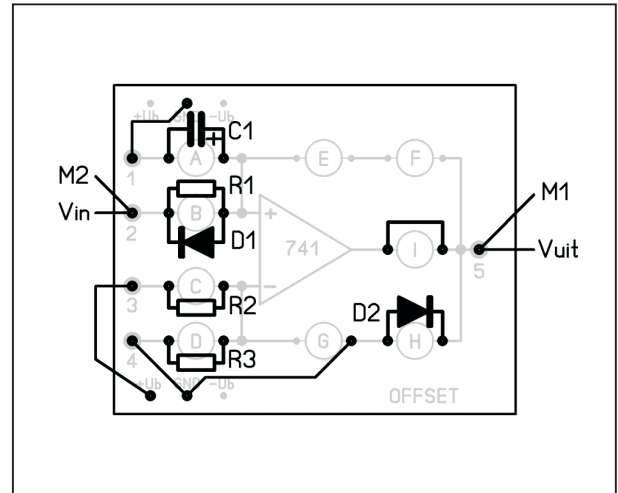 +Ub GND -Ub
C1
A
E
F
1
M2
R1
M1
Vin
B
+
2
D1
741
I
Vuit
5
3
C
R2
-
D2
4
D
R3
G
H
+Ub GND -Ub
OFFSET